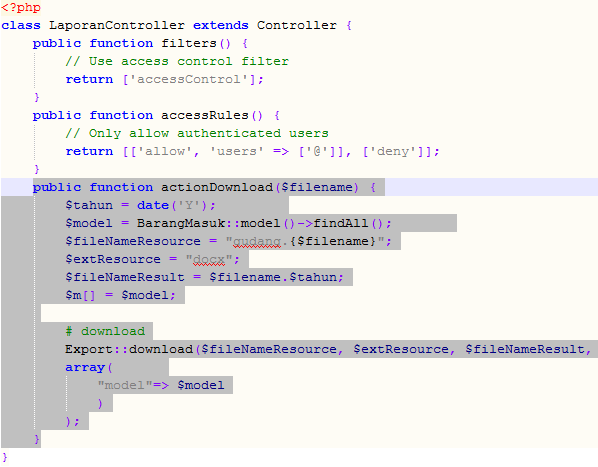 <?php
class LaporanController extends Controller {
    public function filters() {
        // Use access control filter
        return ['accessControl'];
    }
    public function accessRules() {
        // Only allow authenticated users
        return [['allow', 'users' => ['@']], ['deny']];
    }
    public function actionDownload($filename) {
        $tahun = date('Y');
        $model = BarangMasuk::model()->findAll();
        $fileNameResource = "gudang.{$filename}";
        $extResource = "docx";
        $fileNameResult = $filename.$tahun;
        $m[] = $model;

        # download
        Export::download($fileNameResource, $extResource, $fileNameResult,
        array(
            "model"=> $model
            )
        );
    }
}